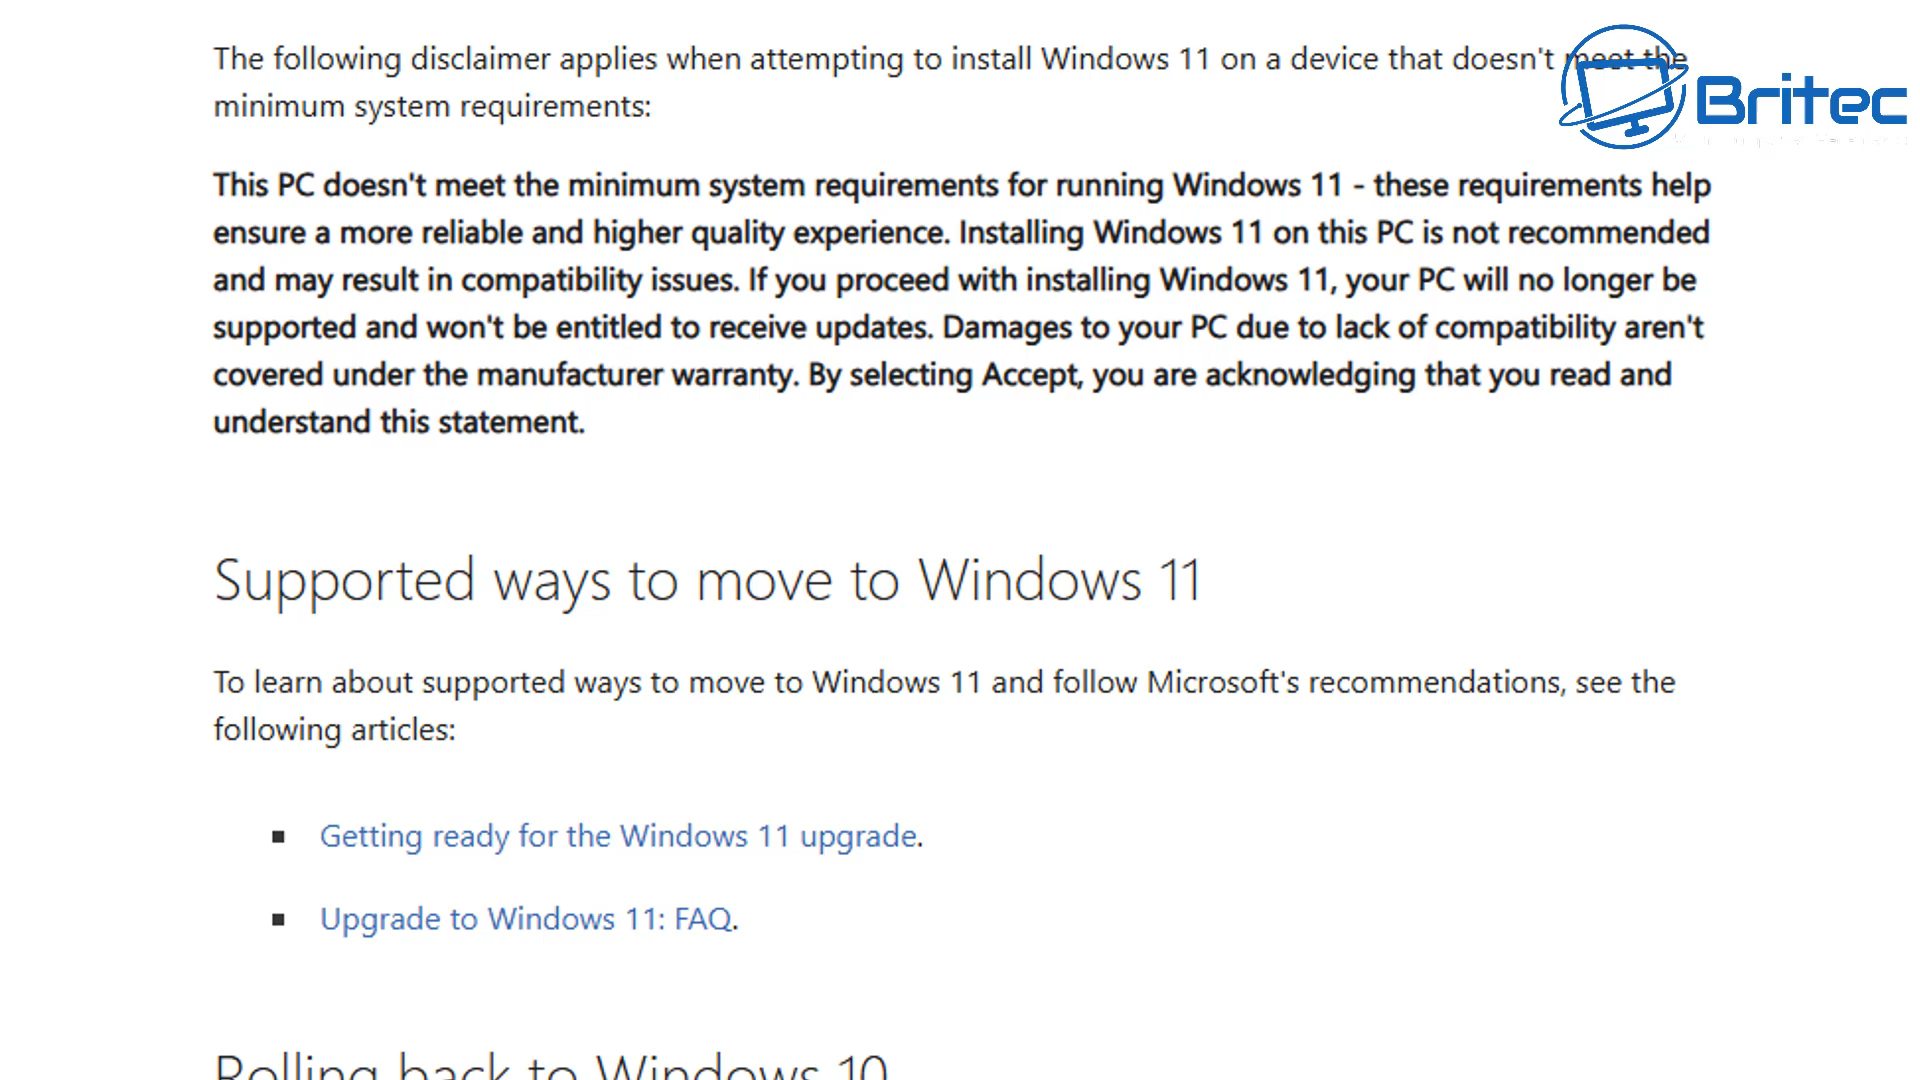 The following disclaimer applies when attempting to install Windows 11 on a device that doesn't meet the
minimum system requirements:
Britec
This PC doesn't meet the minimum system requirements for running Windows 11 - these requirements help
ensure a more reliable and higher quality experience. Installing Windows 11 on this PC is not recommended
and may result in compatibility issues. If you proceed with installing Windows 11, your PC will no longer be
supported and won't be entitled to receive updates. Damages to your PC due to lack of compatibility aren't
covered under the manufacturer warranty. By selecting Accept, you are acknowledging that you read and
understand this statement.
Supported ways to move to Windows 11
To learn about supported ways to move to Windows 11 and follow Microsoft's recommendations, see the
following articles:
▪ Getting ready for the Windows 11 upgrade.
▪ Upgrade to Windows 11: FAQ.
Rolling back to Windows 10